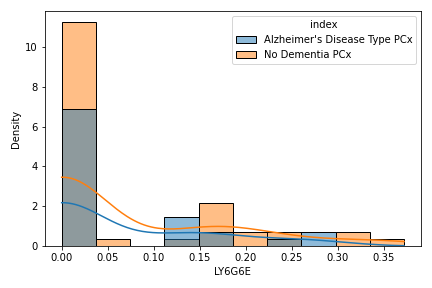 index
Alzheimer's Disease Type PCx
No Dementia PCx
10
8
6
4
2
0
Density
0.00 0.05 0.10 0.15 0.20 0.25 0.30 0.35
LY6G6E